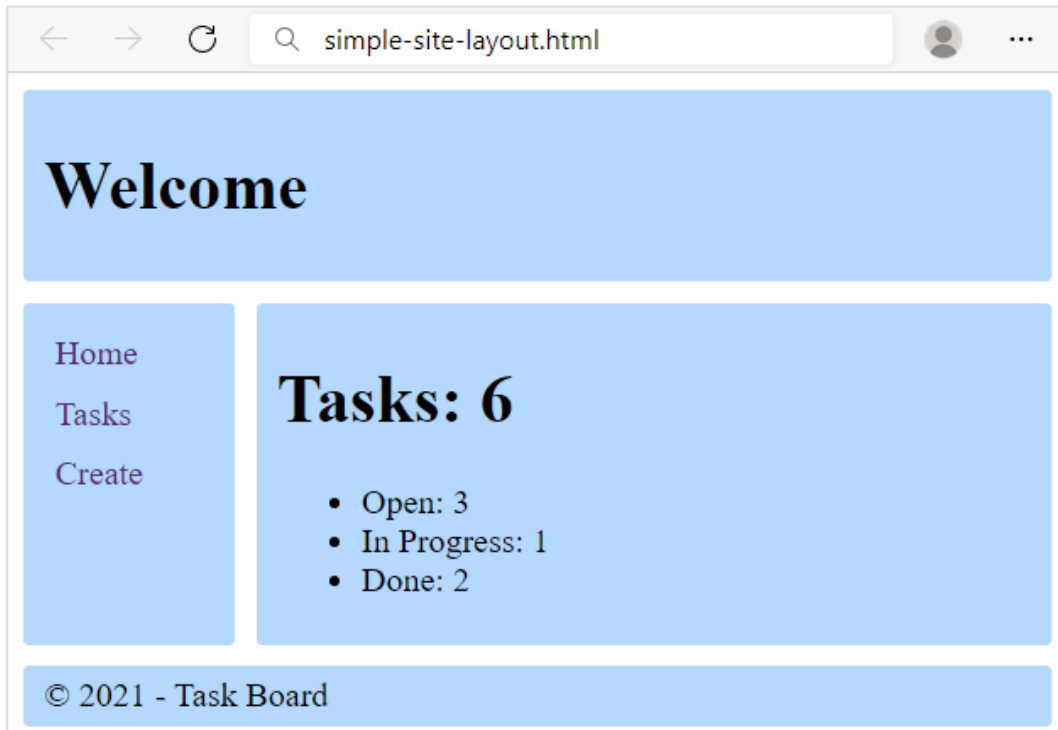 simple-site-layout.html
Welcome
Home
Tasks
Create
Tasks: 6
Open: 3
In Progress: 1
Done: 2
© 2021 - Task Board